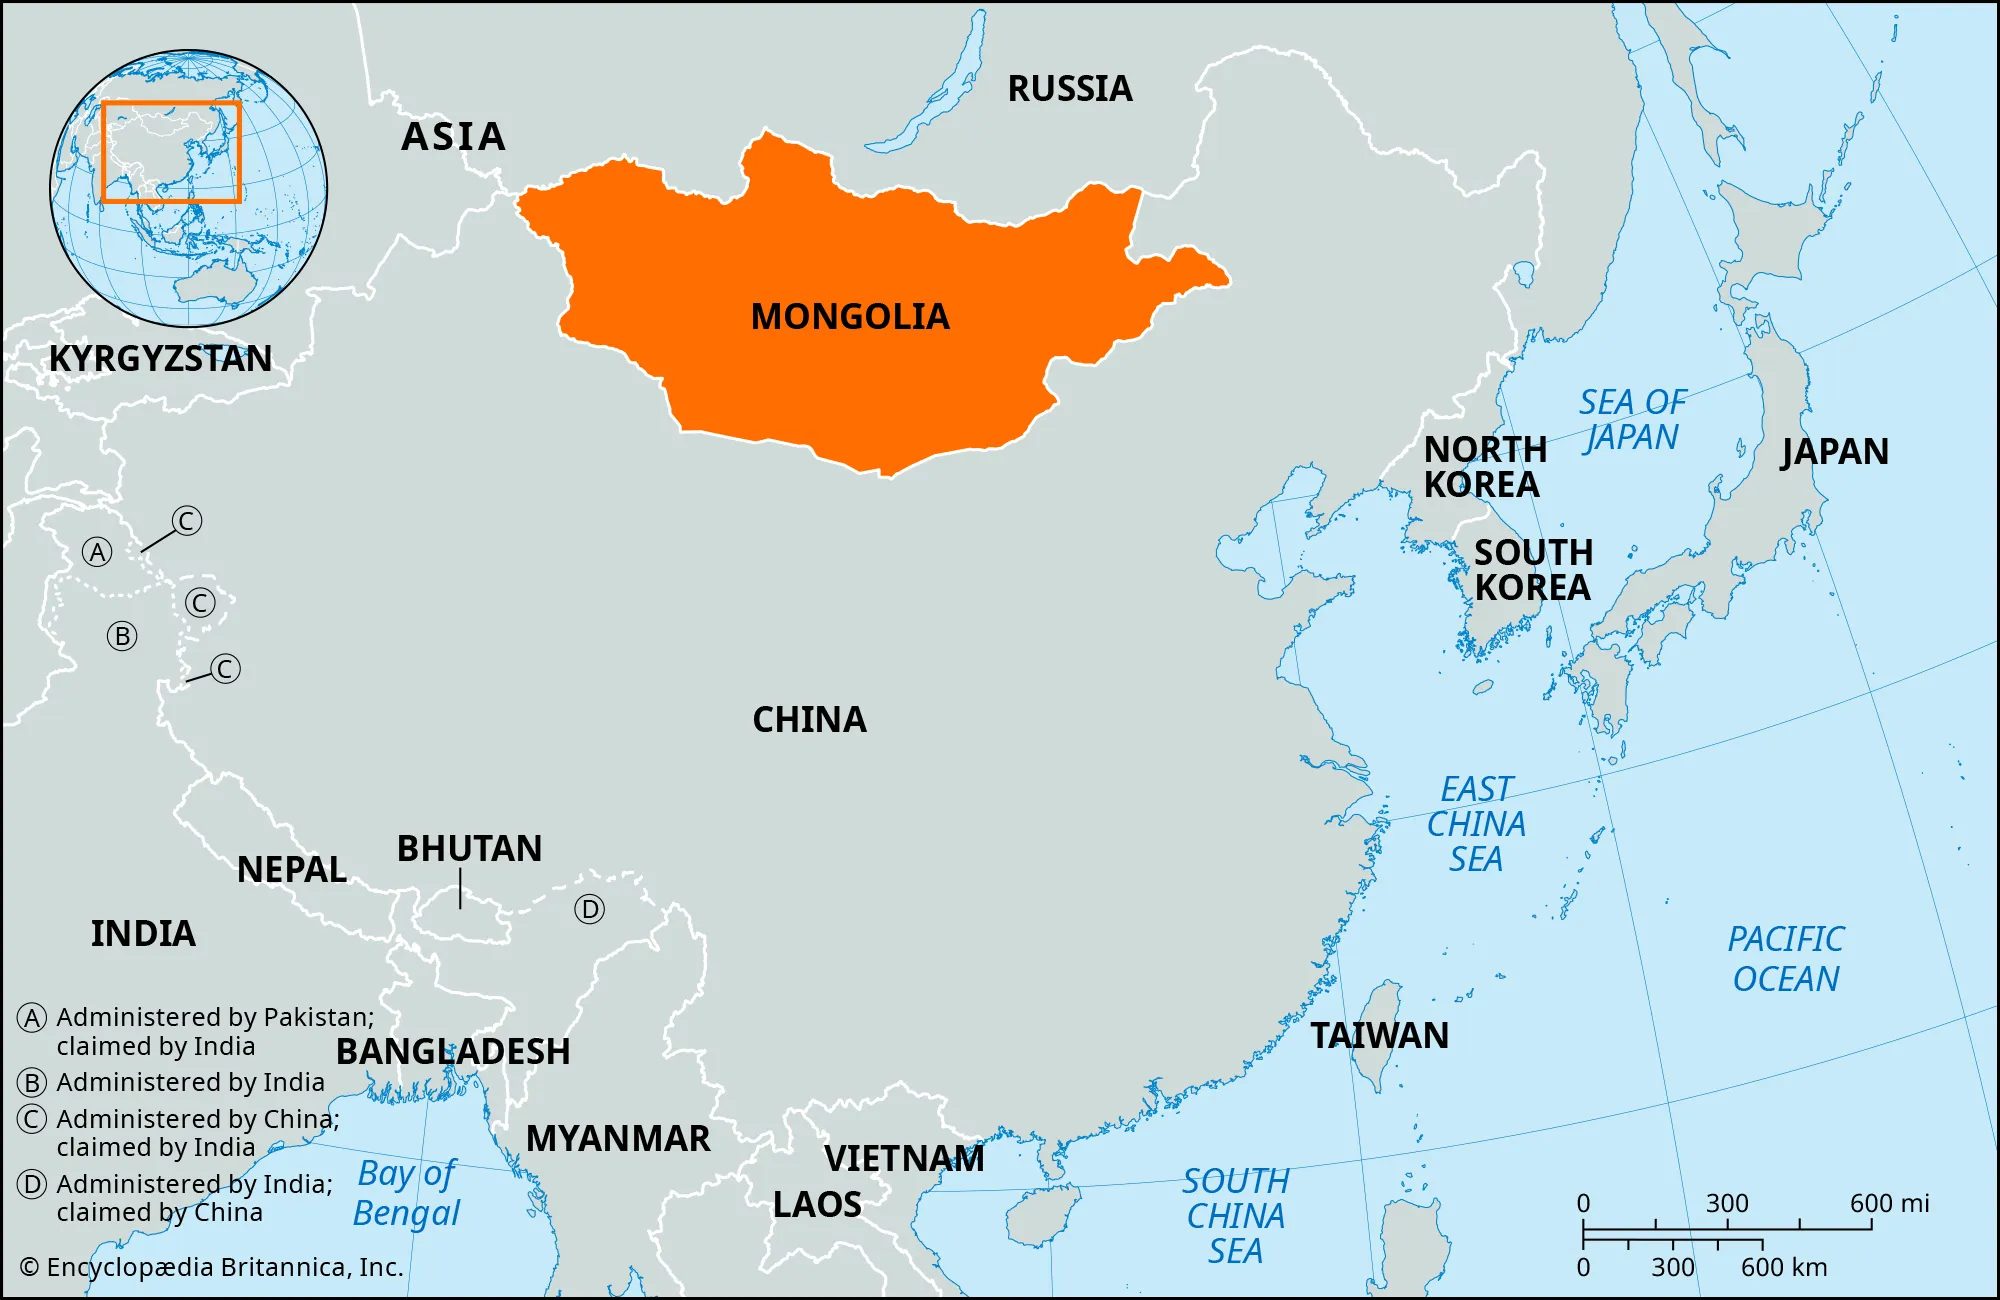 RUSSIA
ASIA
MONGOLIA
KYRGYZSTAN
SEA OF
JAPAN
NORTH
KOREA
JAPAN
SOUTH
KOREA
Ⓒ
Ⓐ
Ⓒ
Ⓑ
Ⓒ
CHINA
EAST
CHINA
SEA
BHUTAN
NEPAL
Ⓓ
INDIA
PACIFIC
OCEAN
TAIWAN
BANGLADESH
MYANMAR
VIETNAM
LAOS
Bay of
Bengal
SOUTH
CHINA
SEA
Ⓐ Administered by Pakistan;
claimed by India
Ⓑ Administered by India
Ⓒ Administered by China;
claimed by India
Ⓓ Administered by India;
claimed by China
0 300 600 mi
0 300 600 km
© Encyclopædia Britannica, Inc.